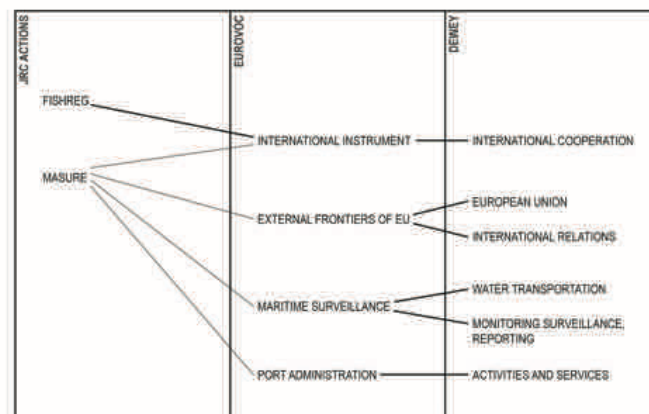 JRC ACTIONS
EUROVOC
DEWEY
FISHREG
INTERNATIONAL INSTRUMENT
INTERNATIONAL COOPERATION
MASURE
EUROPEAN UNION
EXTERNAL FRONTIERS OF EU
INTERNATIONAL RELATIONS
WATER TRANSPORTATION
MARITIME SURVEILLANCE
MONITORING SURVEILLANCE,
REPORTING
PORT ADMINISTRATION
ACTIVITIES AND SERVICES